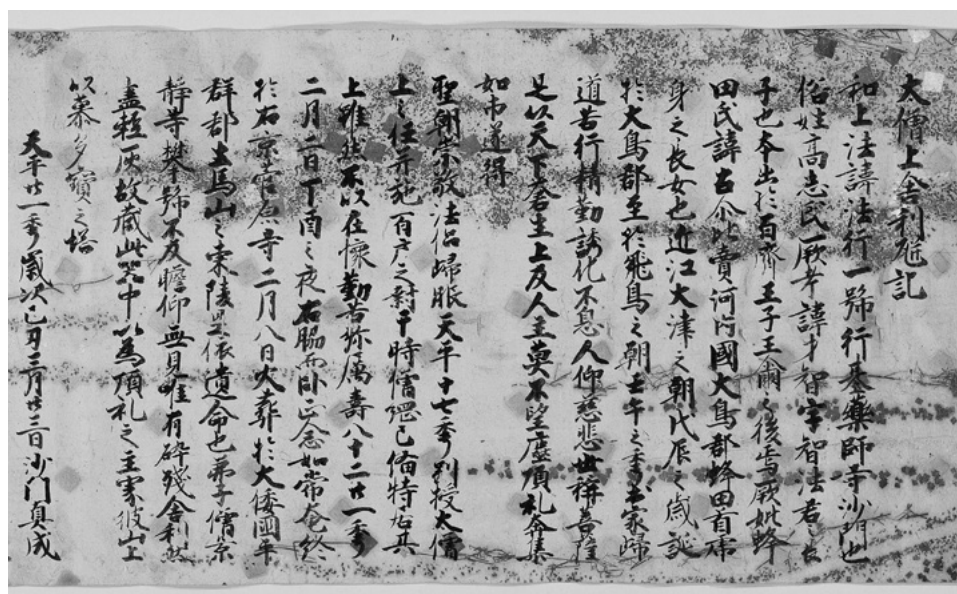 大僧上舎利瓶記
和上法諱法行一号行基薬師寺沙門也
俗姓高志氏厥考諱才智字智法君之長
子也本出於百済王子王爾之後焉厥妣蜂
田氏諱古尓比賣河内國大鳥郡蜂田首虎
身之長女也近江大津之朝戊辰之歳誕
於大鳥郡至於飛鳥之朝壬午之秊出家歸
道苦行精勤誘化不息人仰慈悲世稱菩薩
是以天下蒼生上及人主莫不望塵頂礼奔集
如市遂得
聖朝崇敬法侶歸服天平十七秊別授大僧
上之任并施百戸之封于時僧綱已備特居其
上雖然不以在懐勤苦弥厲壽八十二廿一秊
二月二日丁酉之夜右脇而臥正念如常奄終
於右京菅原寺二月八日火葬於大倭國平
群郡生馬山之東陵是依遺命也弟子僧景
静等攀号不及瞻仰無見唯有砕残舎利然
盡軽灰故蔵此器中以為頂礼之主界彼山上
以慕多寶之塔
天平廿一秊歳次己丑三月廿三日沙門真成